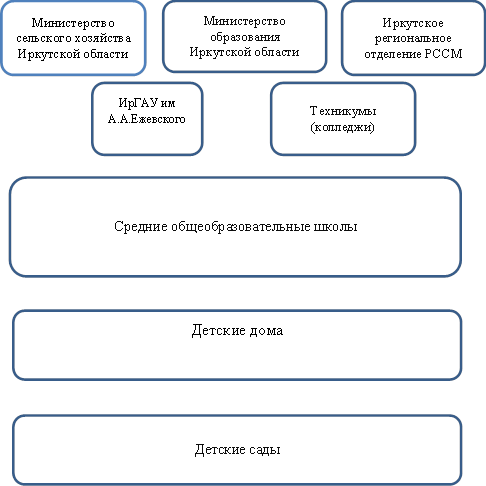 Министерство
сельского хозяйства
Иркутской области
Министерство
образования
Иркутской области
Иркутское
региональное
отделение РССМ
ИрГАУ им
А.А.Ежевского
Техникумы
(колледжи)
Средние общеобразовательные школы
Детские дома
Детские сады